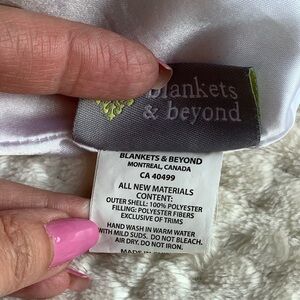 blankets
& beyond
BLANKETS & BEYOND
MONTREAL, CANADA
CA 40499
ALL NEW MATERIALS
CONTENT:
OUTER SHELL: 100% POLYESTER
FILLING: POLYESTER FIBERS
EXCLUSIVE OF TRIMS
HAND WASH IN WARM WATER
WITH MILD SUDS. DO NOT BLEACH.
AIR DRY. DO NOT IRON.
MADE IN